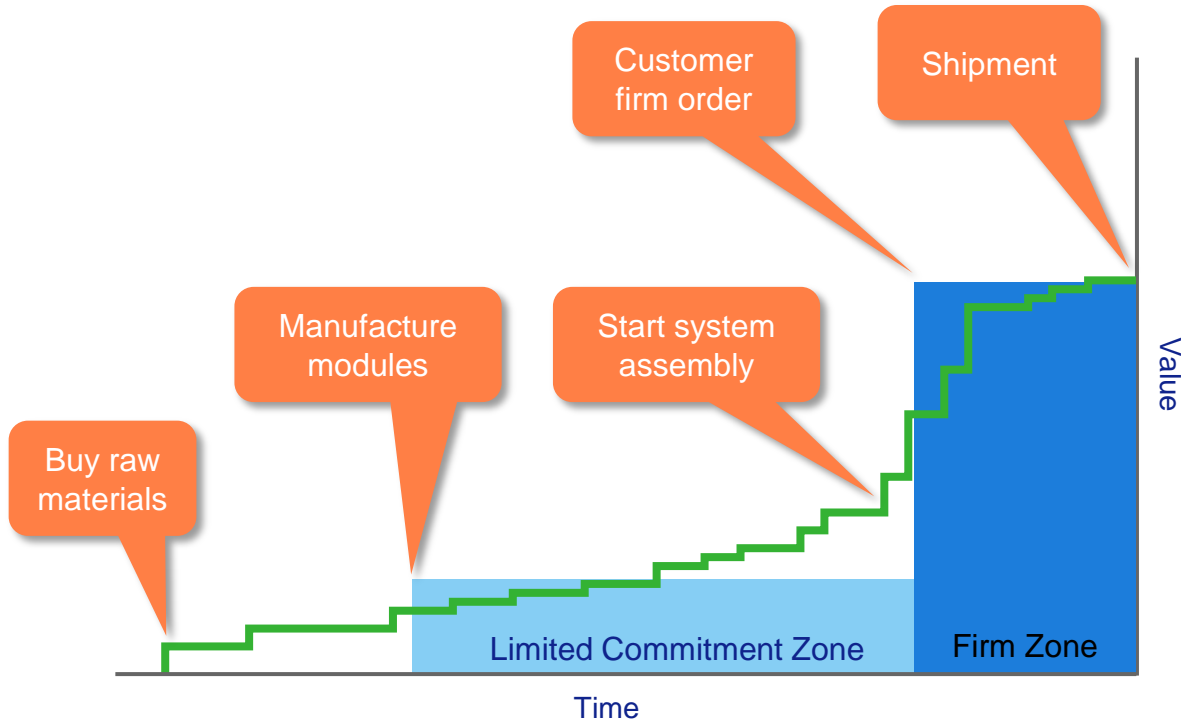 Customer
firm order
Shipment
Manufacture
modules
Start system
assembly
Buy raw
materials
Value
Limited Commitment Zone
Firm Zone
Time